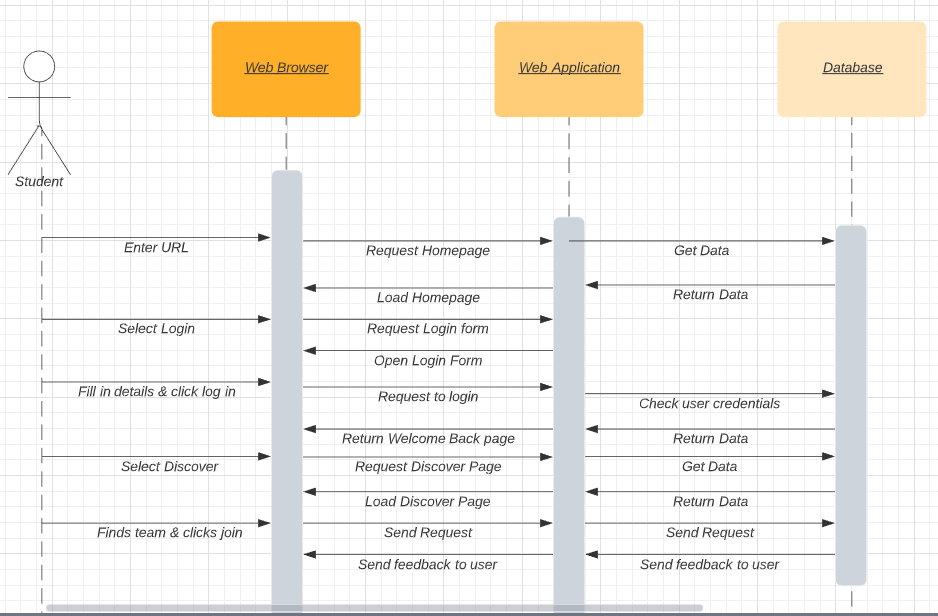 Web Browser
Web Application
Database
Student
Enter URL
Request Homepage
Get Data
Load Homepage
Return Data
Select Login
Request Login form
Open Login Form
Fill in details & click log in
Request to login
Check user credentials
Return Welcome Back page
Return Data
Select Discover
Request Discover Page
Get Data
Load Discover Page
Return Data
Finds team & clicks join
Send Request
Send Request
Send feedback to user
Send feedback to user